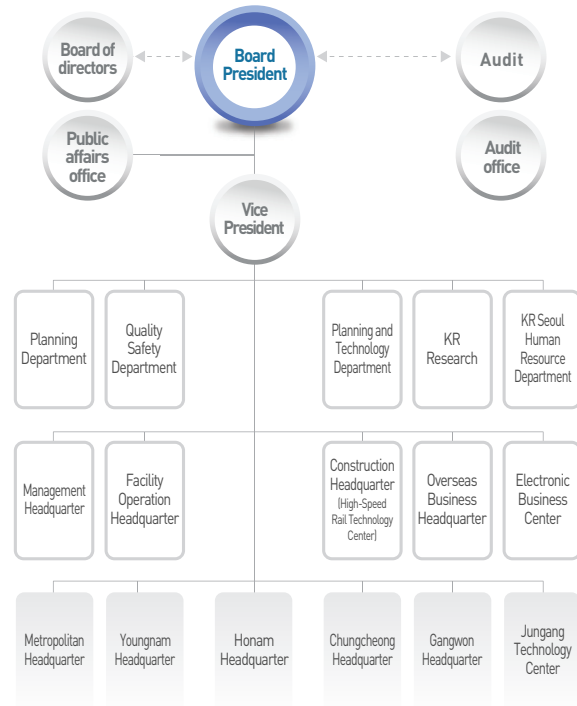 Board of
directors
Board
President
Audit
Public
affairs
office
Audit
office
Vice
President
Planning
Department
Quality
Safety
Department
Planning and
Technology
Department
KR
Research
KR Seoul
Human
Resource
Department
Management
Headquarter
Facility
Operation
Headquarter
Construction
Headquarter
(High-Speed
Rail Technology
Center)
Overseas
Business
Headquarter
Electronic
Business
Center
Metropolitan
Headquarter
Youngnam
Headquarter
Honam
Headquarter
Chungcheong
Headquarter
Gangwon
Headquarter
Jungang
Technology
Center